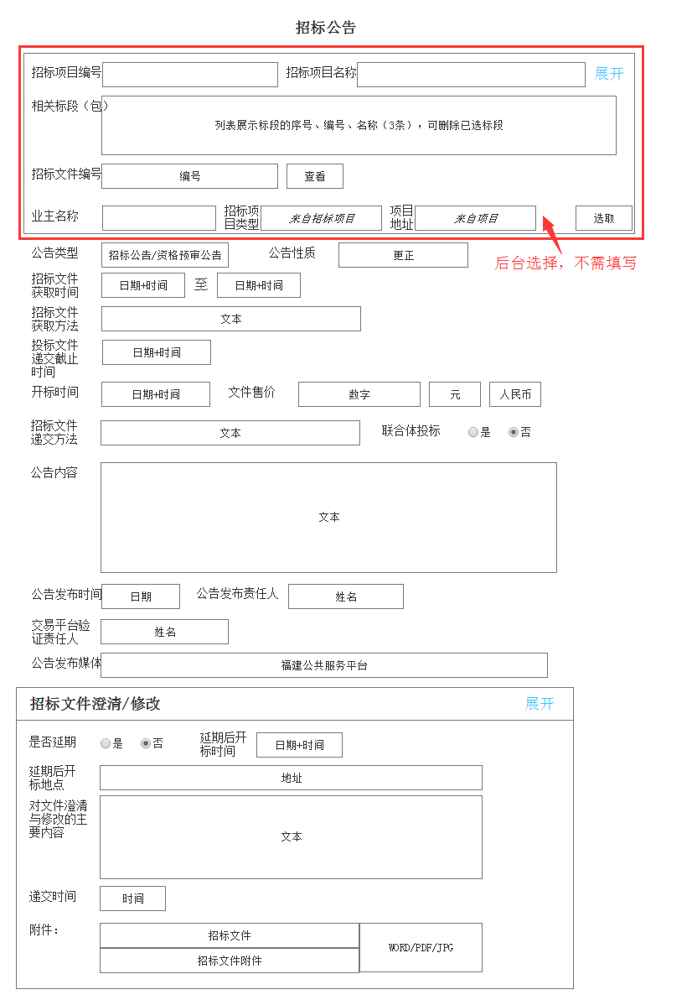 招标公告
招标项目编号 招标项目名称 展开
相关标段（包）
列表展示标段的序号、编号、名称（3条），可删除已选标段
招标文件编号 编号 查看
业主名称 招标项目类型 来自招标项目 项目地址 来自项目 选取
公告类型 招标公告/资格预审公告 公告性质 更正
后台选择，不需填写
招标文件获取时间 日期+时间 至 日期+时间
招标文件获取方法 文本
投标文件递交截止时间 日期+时间
开标时间 日期+时间 文件售价 数字 元 人民币
招标文件递交方法 文本 联合体投标 是 否
公告内容
文本
公告发布时间 日期 公告发布责任人 姓名
交易平台验证责任人 姓名
公告发布媒体 福建公共服务平台
招标文件澄清/修改 展开
是否延期 是 否 延期后开标时间 日期+时间
延期后开标地点 地址
对文件澄清与修改的主要内容 文本
递交时间 时间
附件： 招标文件 WORD/PDF/JPG
招标文件附件